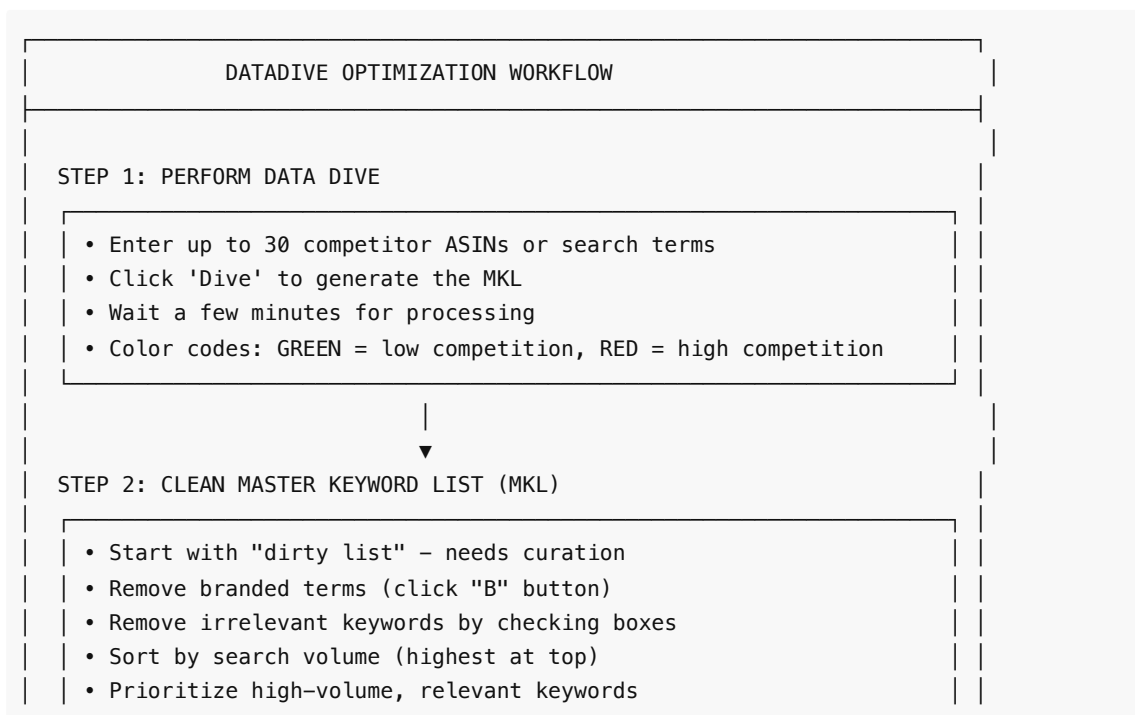 DATADIVE OPTIMIZATION WORKFLOW
STEP 1: PERFORM DATA DIVE
• Enter up to 30 competitor ASINs or search terms
• Click 'Dive' to generate the MKL
• Wait a few minutes for processing
• Color codes: GREEN = low competition, RED = high competition
STEP 2: CLEAN MASTER KEYWORD LIST (MKL)
• Start with "dirty list" – needs curation
• Remove branded terms (click "B" button)
• Remove irrelevant keywords by checking boxes
• Sort by search volume (highest at top)
• Prioritize high-volume, relevant keywords